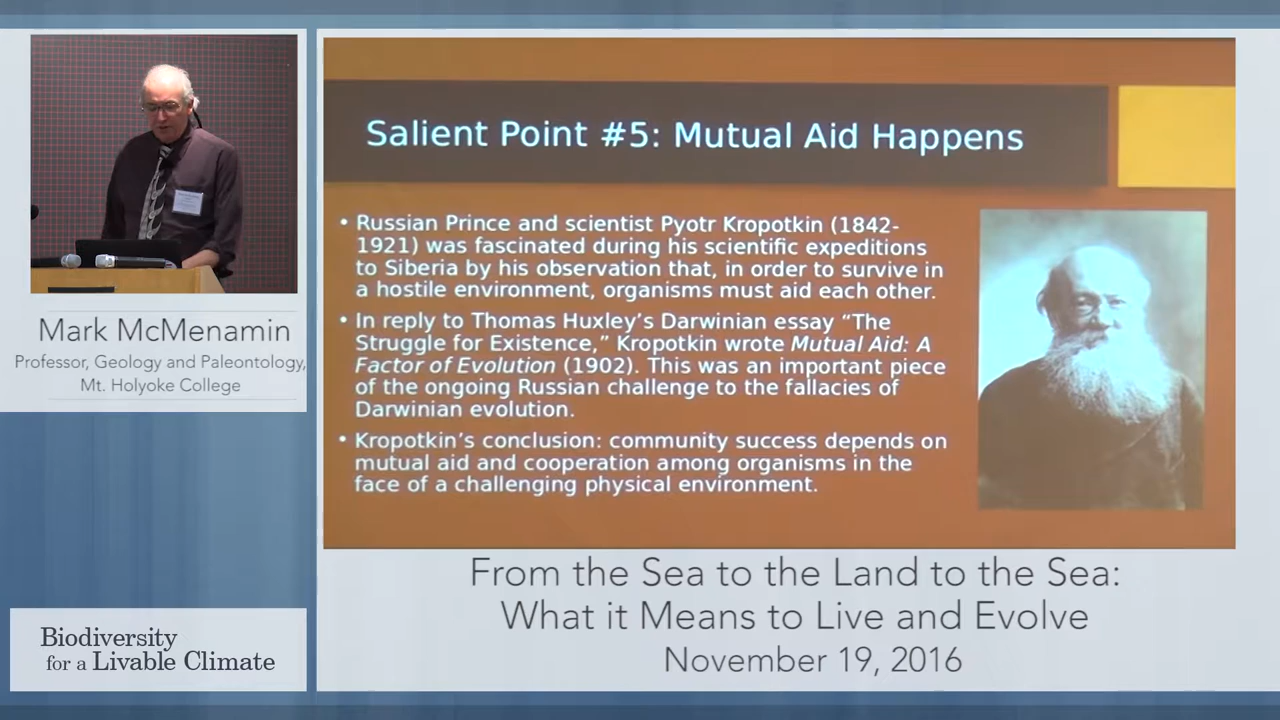 Salient Point #5: Mutual Aid Happens
• Russian Prince and scientist Pyotr Kropotkin (1842-
1921) was fascinated during his scientific expeditions
to Siberia by his observation that, in order to survive in
a hostile environment, organisms must aid each other.
• In reply to Thomas Huxley’s Darwinian essay “The
Struggle for Existence,” Kropotkin wrote Mutual Aid: A
Factor of Evolution (1902). This was an important piece
of the ongoing Russian challenge to the fallacies of
Darwinian evolution.
• Kropotkin’s conclusion: community success depends on
mutual aid and cooperation among organisms in the
face of a challenging physical environment.
Mark McMenamin
Professor, Geology and Paleontology,
Mt. Holyoke College
From the Sea to the Land to the Sea:
What it Means to Live and Evolve
November 19, 2016
Biodiversity
for a Livable Climate